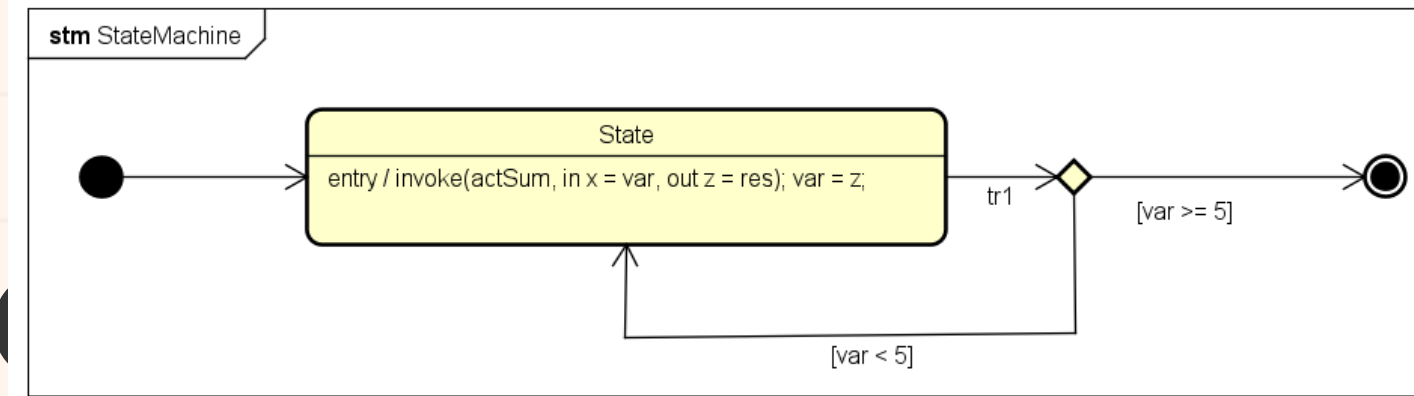 stm StateMachine
State
entry / invoke(actSum, in x = var, out z = res); var = z;
tr1
[var >= 5]
[var < 5]